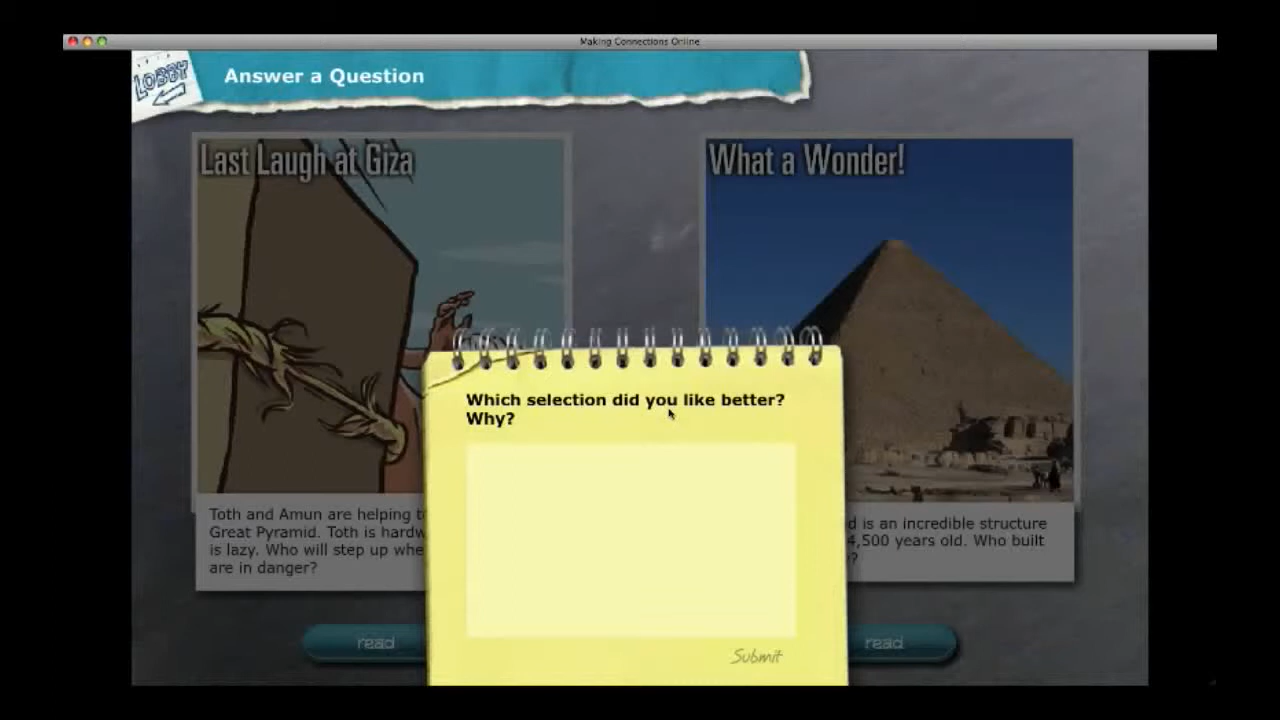 Making Connections Online
LOBBY
Answer a Question
Last Laugh at Giza
What a Wonder!
Which selection did you like better?
Why?
Toth and Amun are helping
Great Pyramid. Toth is
is lazy. Who will step up
are in danger?
is an incredible structure
4,500 years old. Who built
?
read
read
Submit